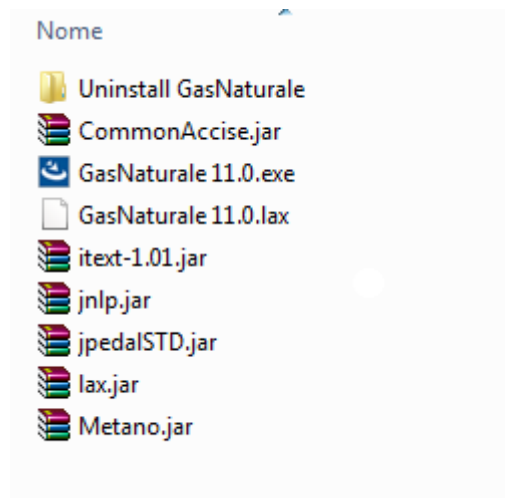 Nome
Uninstall GasNaturale
CommonAccise.jar
GasNaturale 11.0.exe
GasNaturale 11.0.lax
itext-1.01.jar
jnlp.jar
jpedalSTD.jar
lax.jar
Metano.jar